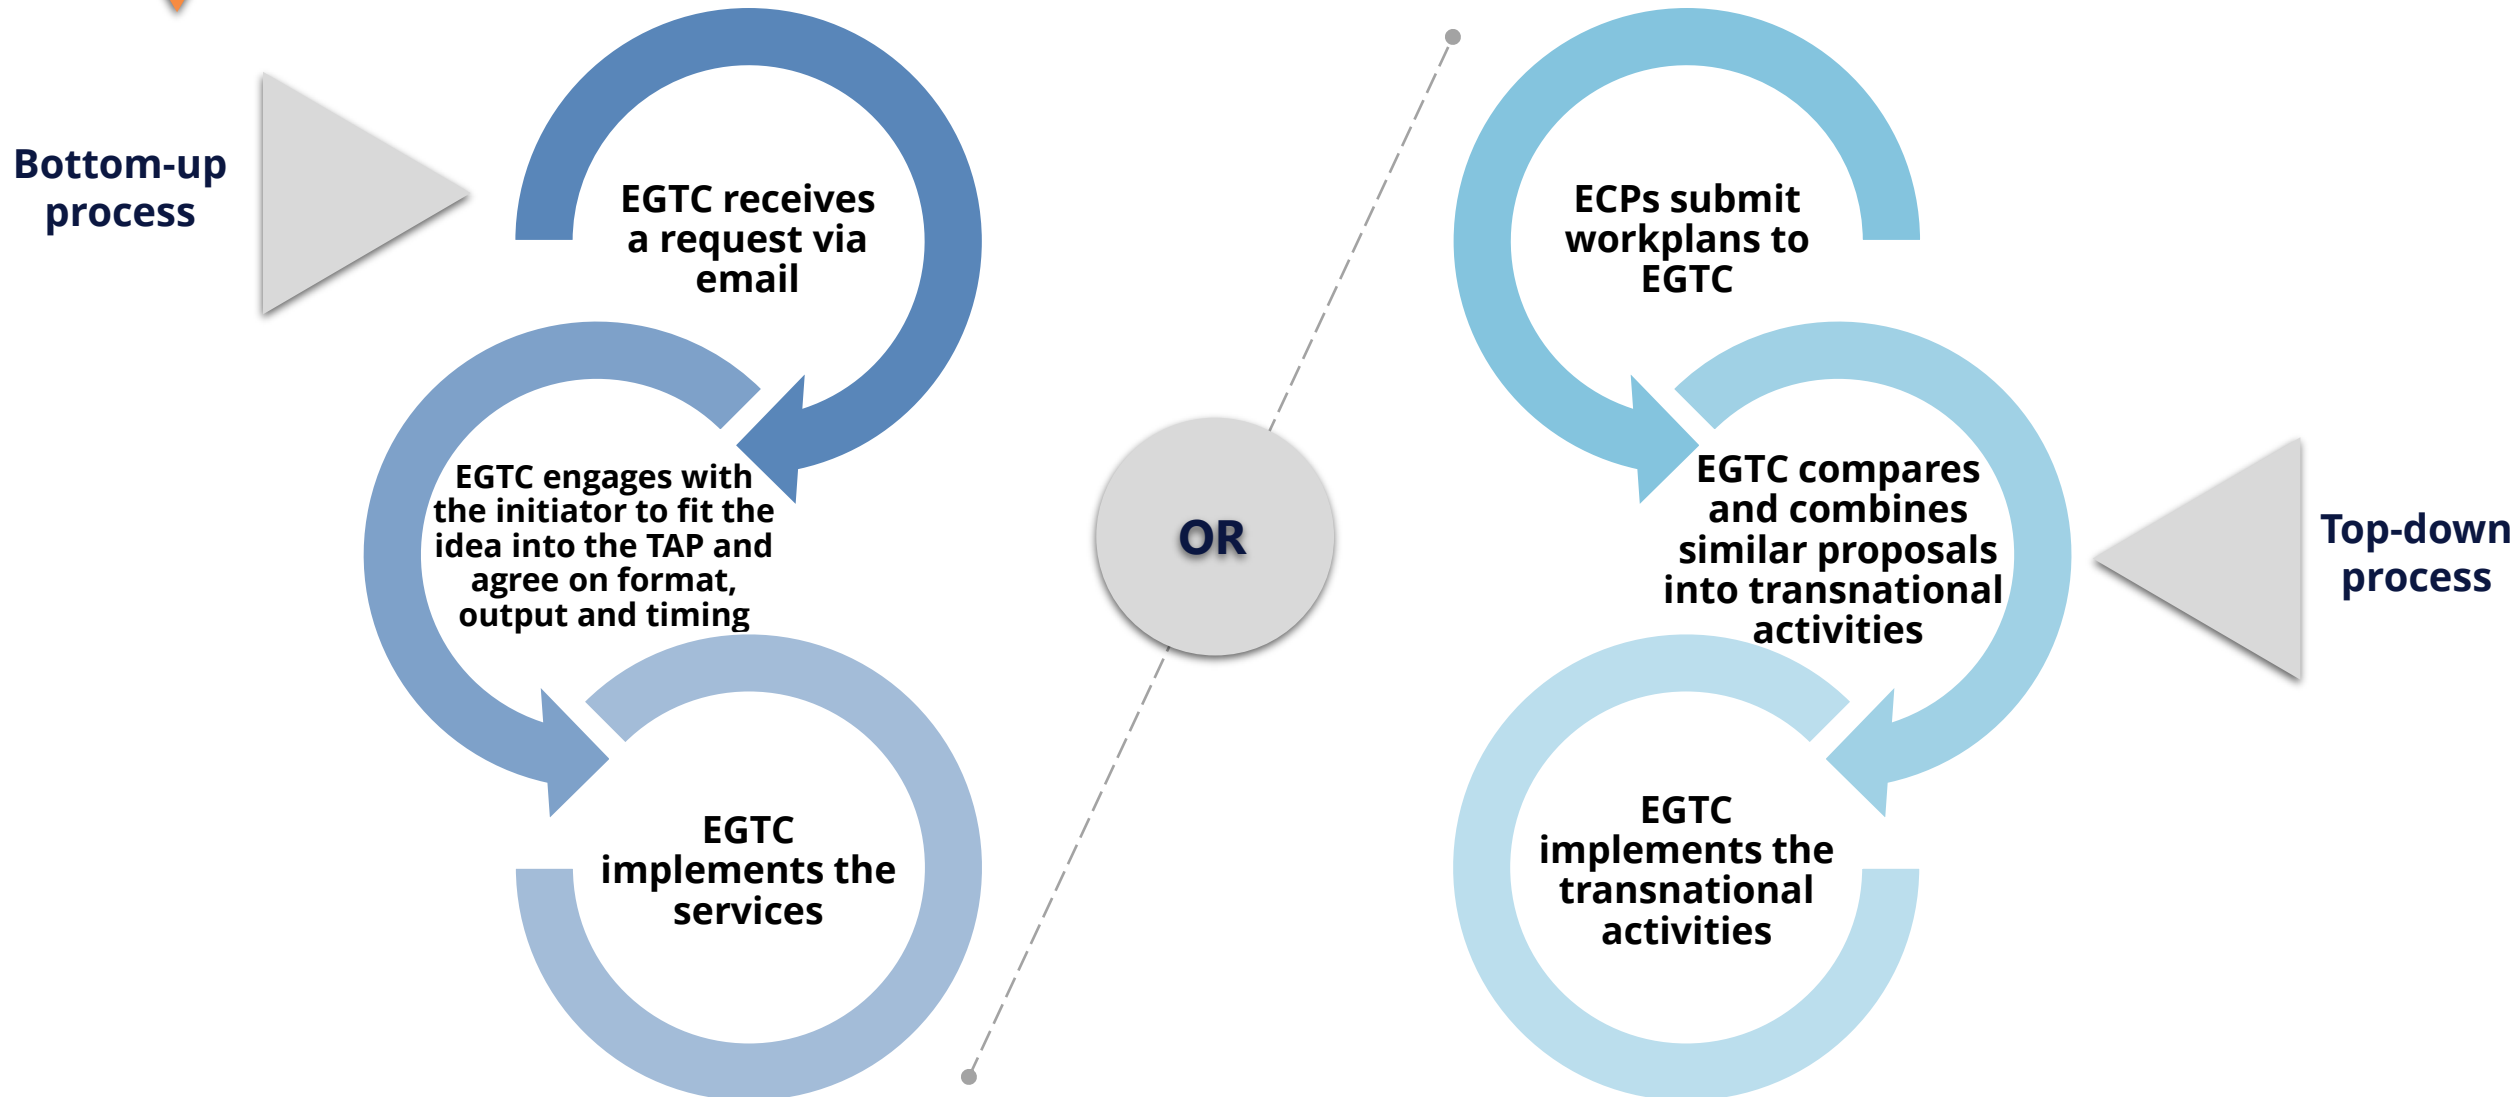 Bottom-up
process
EGTC receives
a request via
email
EGTC engages with
the initiator to fit the
idea into the TAP and
agree on format,
output and timing
EGTC
implements the
services
OR
ECPs submit
workplans to
EGTC
EGTC compares
and combines
similar proposals
into transnational
activities
EGTC
implements the
transnational
activities
Top-down
process